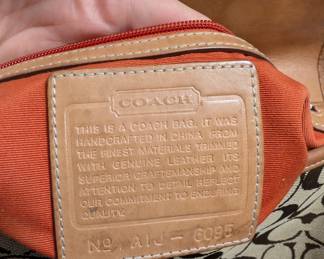 COACH
THIS IS A COACH BAG. IT WAS
HANDCRAFTED IN CHINA FROM
THE FINEST MATERIALS TRIMMED
WITH GENUINE LEATHER. ITS
SUPERIOR CRAFTSMANSHIP AND
ATTENTION TO DETAIL REFLECT
OUR COMMITMENT TO ENDURING
QUALITY.
No. A1J - 6095